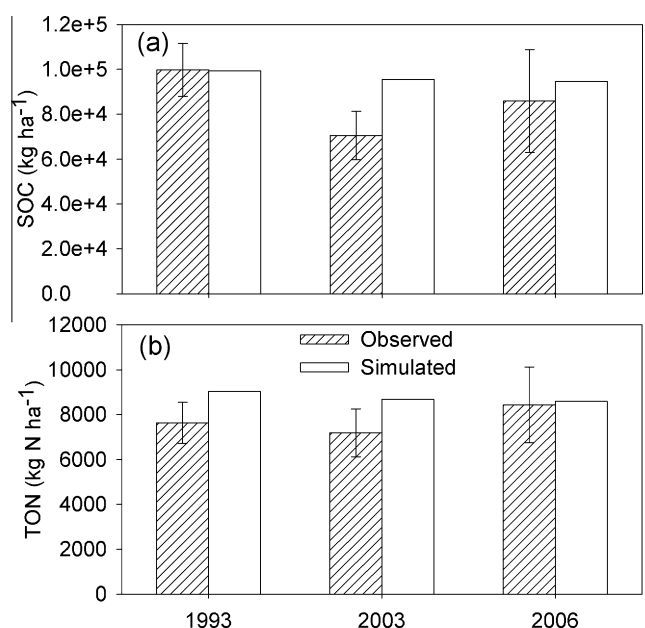 1.2e+5
(a)
1.0e+5
8.0e+4
6.0e+4
4.0e+4
2.0e+4
0.0
SOC (kg ha-1)
12000
(b)
Observed
10000
Simulated
8000
6000
4000
2000
0
TON (kg N ha-1)
1993 2003 2006